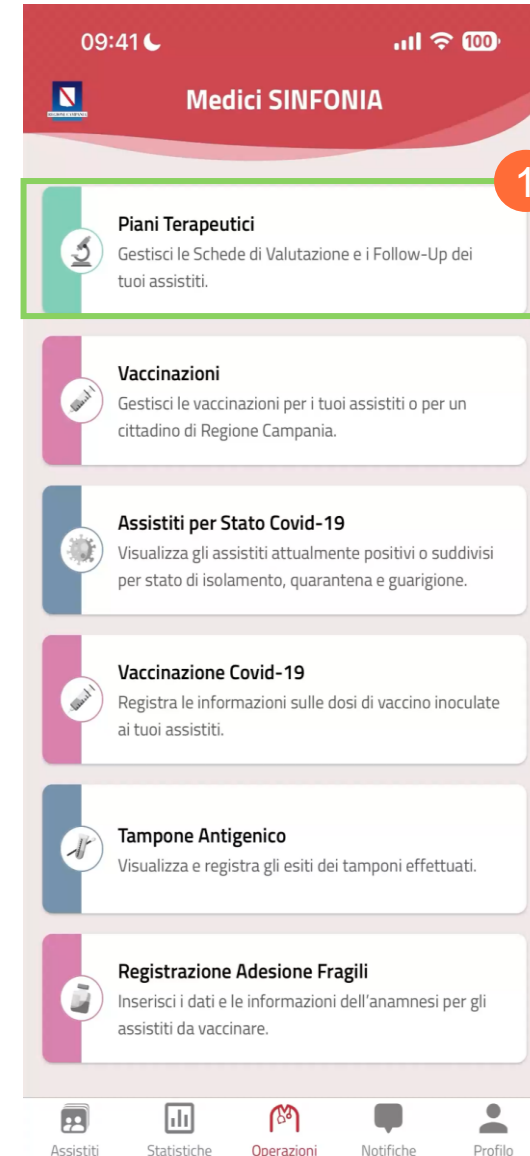 09:41
100
Medici SINFONIA
1
Piani Terapeutici
Gestisci le Schede di Valutazione e i Follow-Up dei
tuoi assistiti.
Vaccinazioni
Gestisci le vaccinazioni per i tuoi assistiti o per un
cittadino di Regione Campania.
Assistiti per Stato Covid-19
Visualizza gli assistiti attualmente positivi o suddivisi
per stato di isolamento, quarantena e guarigione.
Vaccinazione Covid-19
Registra le informazioni sulle dosi di vaccino inoculate
ai tuoi assistiti.
Tampone Antigenico
Visualizza e registra gli esiti dei tamponi effettuati.
Registrazione Adesione Fragili
Inserisci i dati e le informazioni dell'anamnesi per gli
assistiti da vaccinare.
Assistiti
Statistiche
Operazioni
Notifiche
Profilo